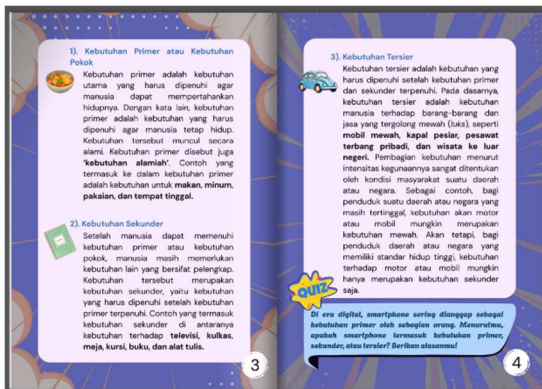 1). Kebutuhan Primer atau Kebutuhan
Pokok
Kebutuhan primer adalah kebutuhan
utama yang harus dipenuhi agar
manusia dapat mempertahankan
hidupnya. Dengan kata lain, kebutuhan
primer adalah kebutuhan yang harus
dipenuhi agar manusia tetap hidup.
Kebutuhan tersebut muncul secara
alami. Kebutuhan primer disebut juga
'kebutuhan alamiah'. Contoh yang
termasuk ke dalam kebutuhan primer
adalah kebutuhan untuk makan, minum,
pakaian, dan tempat tinggal.
2). Kebutuhan Sekunder
Setelah manusia dapat memenuhi
kebutuhan primer atau kebutuhan
pokok, manusia masih memerlukan
kebutuhan lain yang bersifat pelengkap.
Kebutuhan tersebut merupakan
kebutuhan sekunder, yaitu kebutuhan
yang harus dipenuhi setelah kebutuhan
primer terpenuhi. Contoh yang termasuk
kebutuhan sekunder di antaranya
kebutuhan terhadap televisi, kulkas,
meja, kursi, buku, dan alat tulis.
3
3). Kebutuhan Tersier
Kebutuhan tersier adalah kebutuhan yang
harus dipenuhi setelah kebutuhan primer
dan sekunder terpenuhi. Pada dasarnya,
kebutuhan tersier adalah kebutuhan
manusia terhadap barang-barang dan
jasa yang tergolong mewah (luks), seperti
mobil mewah, kapal pesiar, pesawat
terbang pribadi, dan wisata ke luar
negeri. Pembagian kebutuhan menurut
intensitas kegunaannya sangat ditentukan
oleh kondisi masyarakat suatu daerah
atau negara. Sebagai contoh, bagi
penduduk suatu daerah atau negara yang
masih tertinggal, kebutuhan akan motor
atau mobil mungkin merupakan
kebutuhan mewah. Akan tetapi, bagi
penduduk daerah atau negara yang
memiliki standar hidup tinggi, kebutuhan
terhadap motor atau mobil mungkin
hanya merupakan kebutuhan sekunder
saja.
QUIZ
Di era digital, smartphone sering dianggap sebagai
kebutuhan primer oleh sebagian orang. Menurutmu,
apakah smartphone termasuk kebutuhan primer,
sekunder, atau tersier? Berikan alasanmu!
4